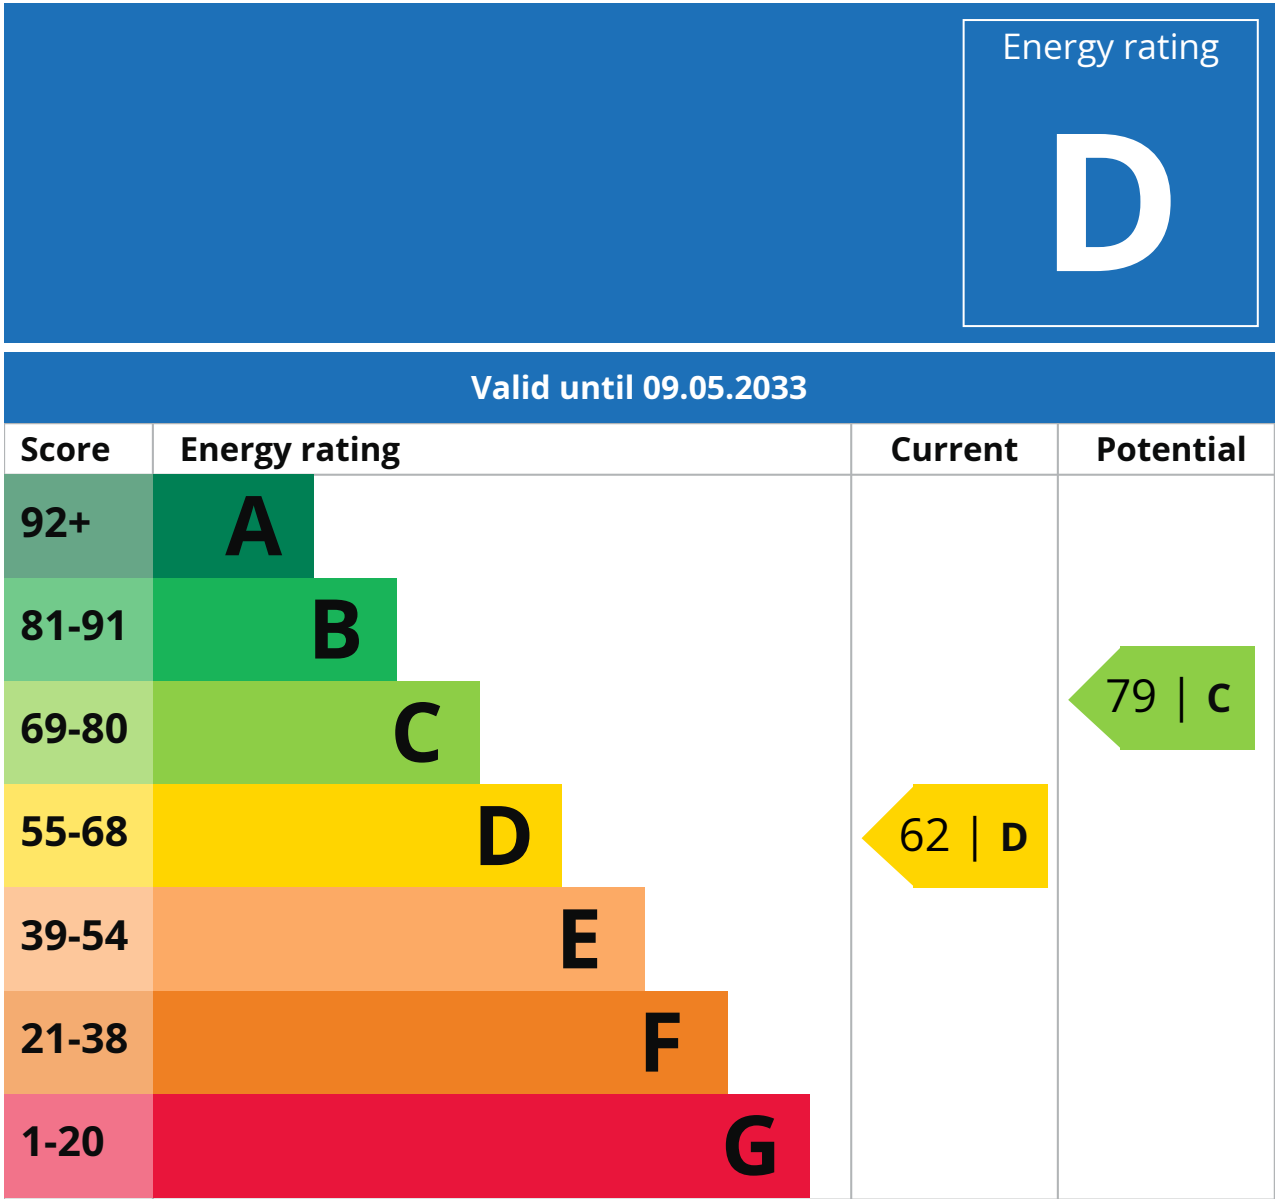 Energy rating
D
Valid until 09.05.2033
Score Energy rating Current Potential
92+ A
81-91 B
69-80 C 79 | C
55-68 D 62 | D
39-54 E
21-38 F
1-20 G